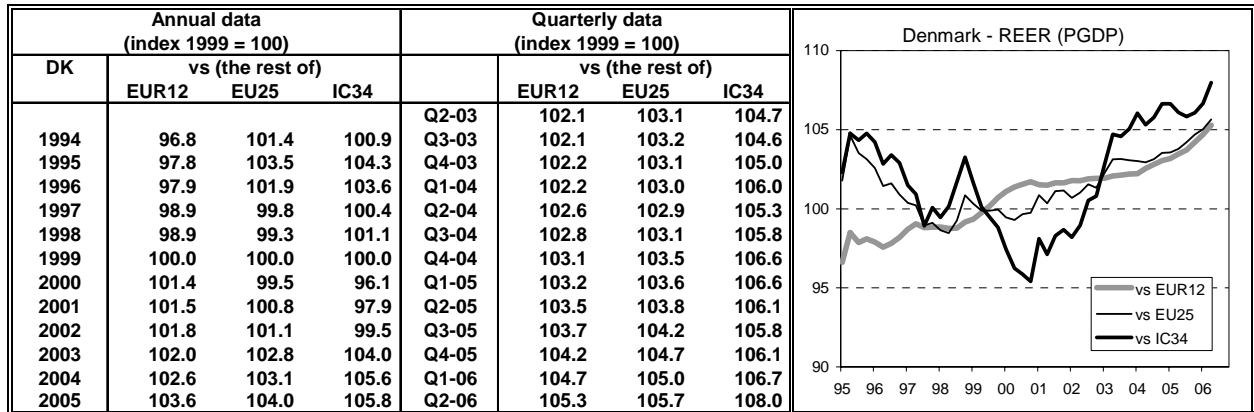 Annual data Quarterly data
(index 1999 = 100) (index 1999 = 100)
DK vs (the rest of) vs (the rest of)
EUR12 EU25 IC34 EUR12 EU25 IC34
Q2-03 102.1 103.1 104.7
1994 96.8 101.4 100.9 Q3-03 102.1 103.2 104.6
1995 97.8 103.5 104.3 Q4-03 102.2 103.1 105.0
1996 97.9 101.9 103.6 Q1-04 102.2 103.0 106.0
1997 98.9 99.8 100.4 Q2-04 102.6 102.9 105.3
1998 98.9 99.3 101.1 Q3-04 102.8 103.1 105.8
1999 100.0 100.0 100.0 Q4-04 103.1 103.5 106.6
2000 101.4 99.5 96.1 Q1-05 103.2 103.6 106.6
2001 101.5 100.8 97.9 Q2-05 103.5 103.8 106.1
2002 101.8 101.1 99.5 Q3-05 103.7 104.2 105.8
2003 102.0 102.8 104.0 Q4-05 104.2 104.7 106.1
2004 102.6 103.1 105.6 Q1-06 104.7 105.0 106.7
2005 103.6 104.0 105.8 Q2-06 105.3 105.7 108.0
Denmark - REER (PGDP)
110
105
100
95
90
vs EUR12
vs EU25
vs IC34
95 96 97 98 99 00 01 02 03 04 05 06